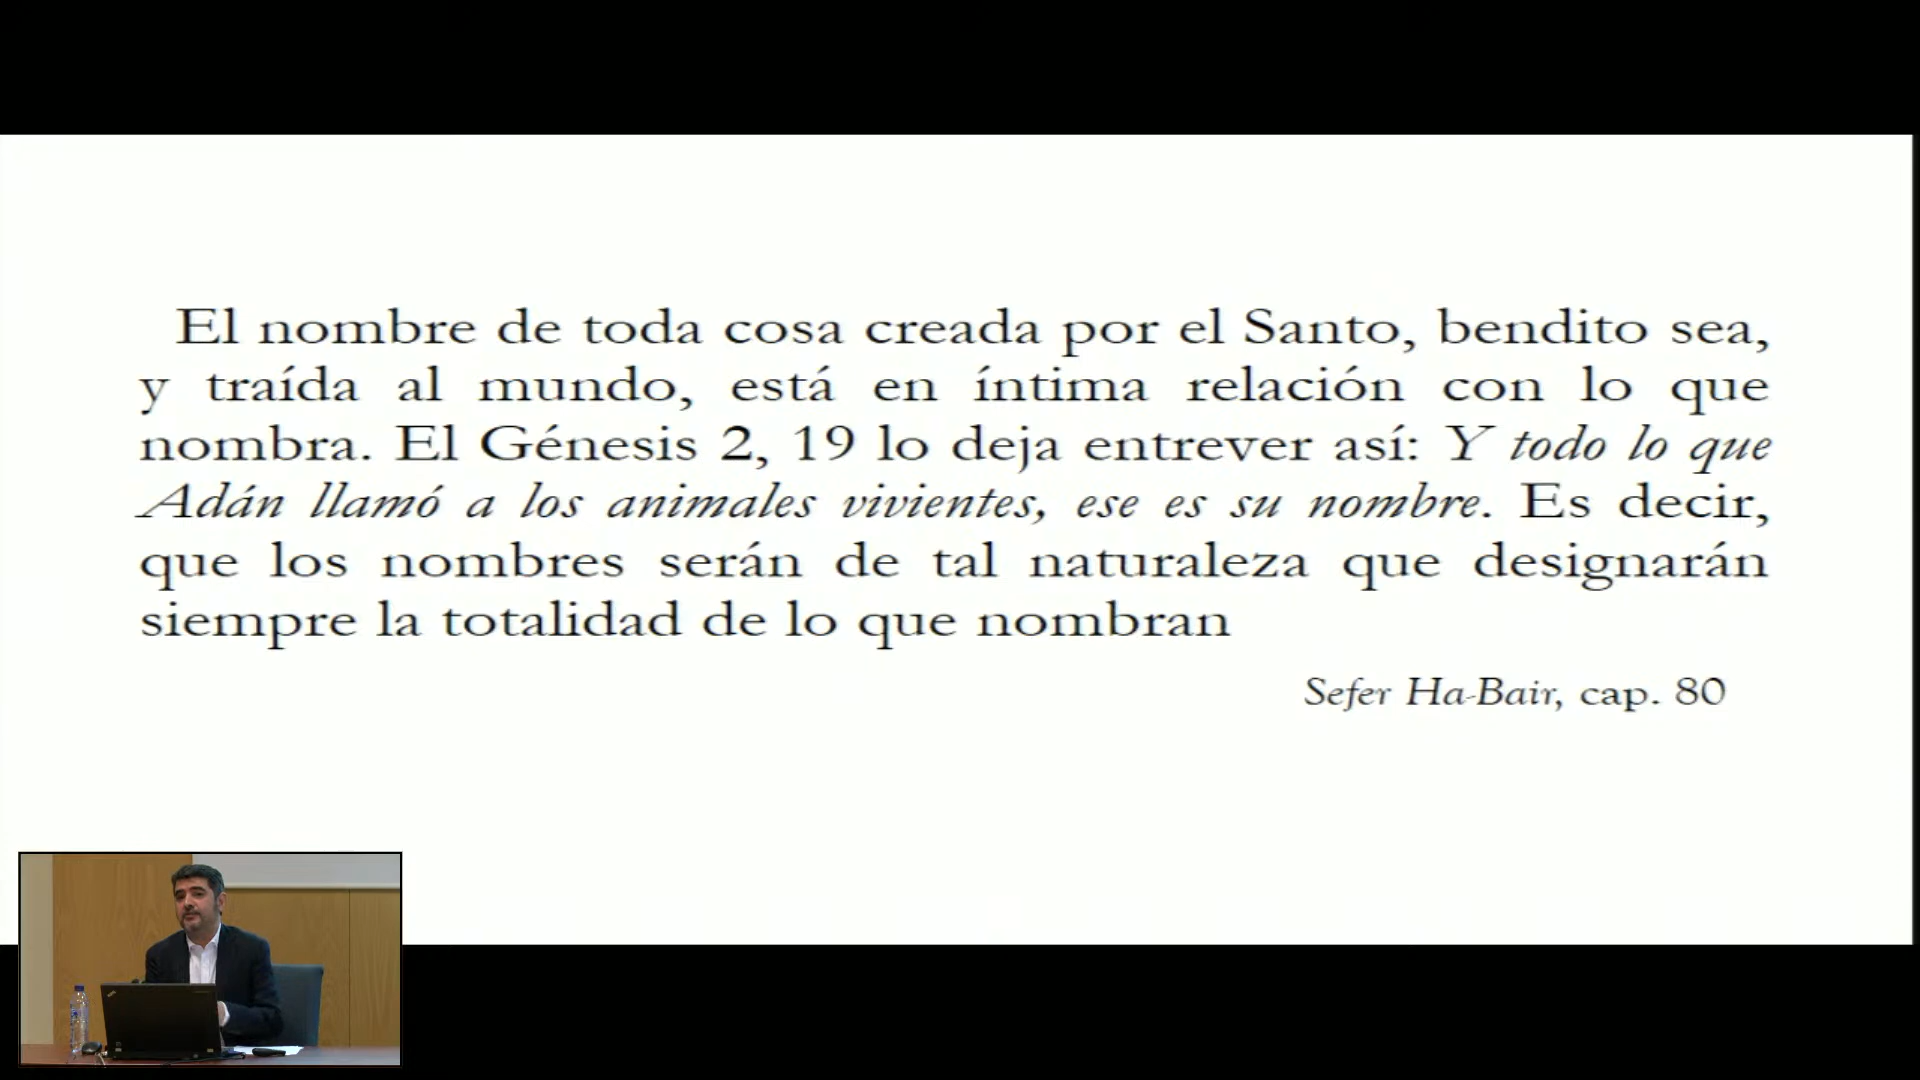 El nombre de toda cosa creada por el Santo, bendito sea,
y traída al mundo, está en íntima relación con lo que
nombra. El Génesis 2, 19 lo deja entrever así: Y todo lo que
Adán llamó a los animales vivientes, ese es su nombre. Es decir,
que los nombres serán de tal naturaleza que designarán
siempre la totalidad de lo que nombran
Sefer Ha-Bair, cap. 80